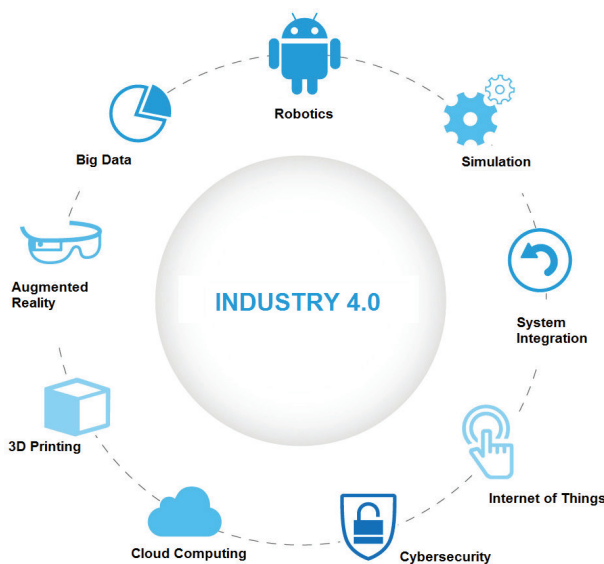 Robotics
Big Data
Simulation
Augmented
Reality
INDUSTRY 4.0
System
Integration
3D Printing
Internet of Things
Cloud Computing
Cybersecurity